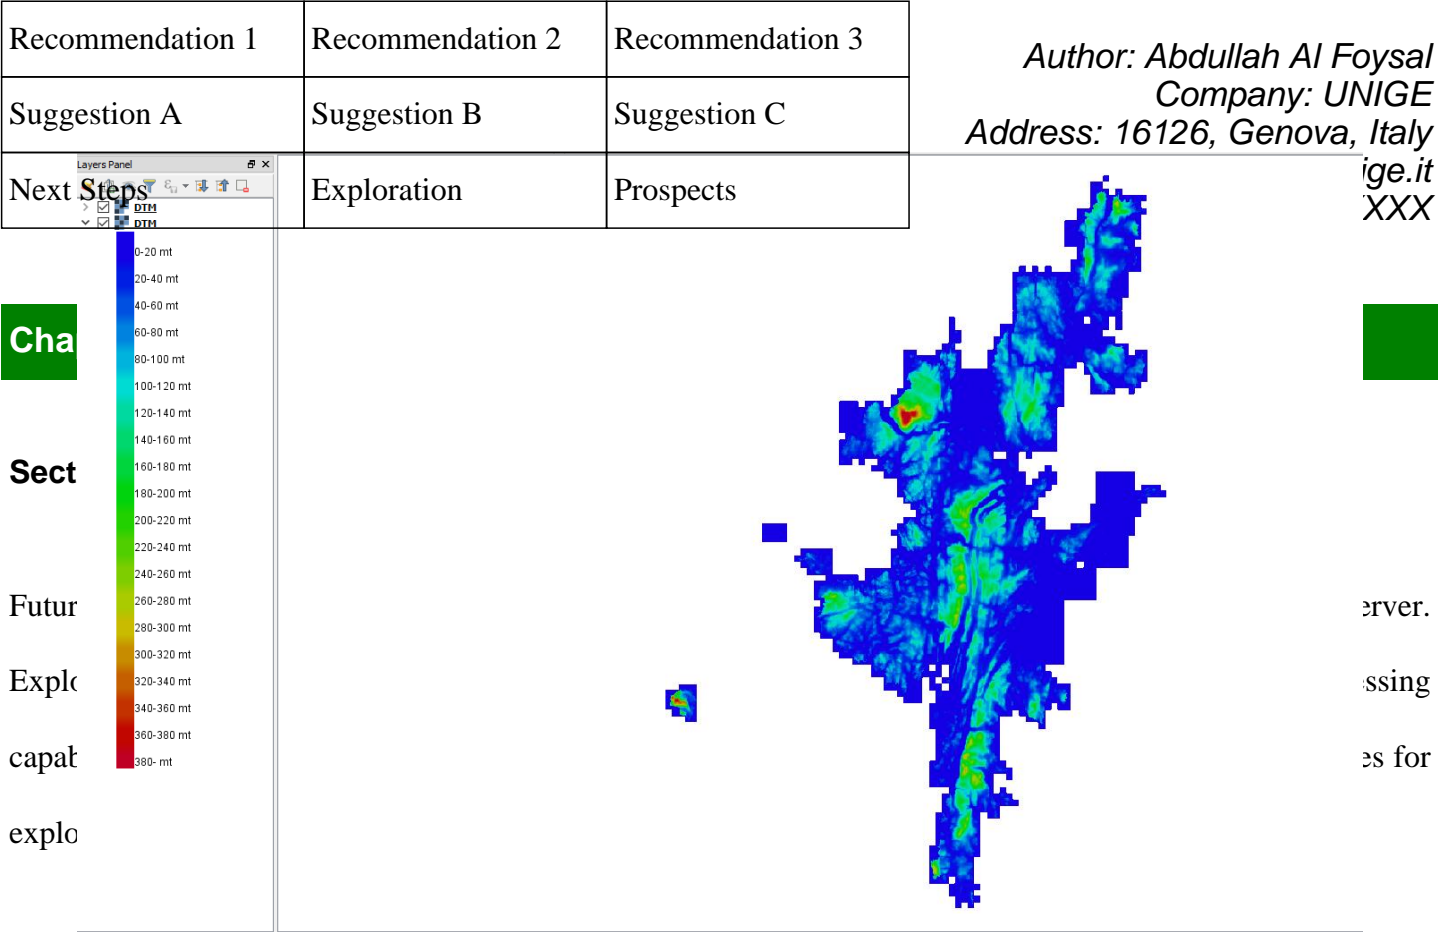 Recommendation 1 Recommendation 2 Recommendation 3
Suggestion A Suggestion B Suggestion C
Next Steps Exploration Prospects
Author: Abdullah Al Foysal
Company: UNIGE
Address: 16126, Genova, Italy
ige.it
XXX
Layers Panel
DTM
DTM
0-20 mt
20-40 mt
40-60 mt
60-80 mt
80-100 mt
100-120 mt
120-140 mt
140-160 mt
160-180 mt
180-200 mt
200-220 mt
220-240 mt
240-260 mt
260-280 mt
280-300 mt
300-320 mt
320-340 mt
340-360 mt
360-380 mt
380- mt
Cha
Sect
Futur erver.
Explo ssing
capab es for
explo